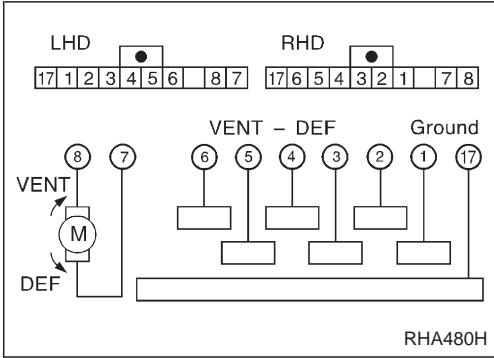 LHD RHD
17 1 2 3 4 5 6 8 7 17 6 5 4 3 2 1 7 8
VENT – DEF Ground
8 7 6 5 4 3 2 1 17
VENT
M
DEF
RHA480H